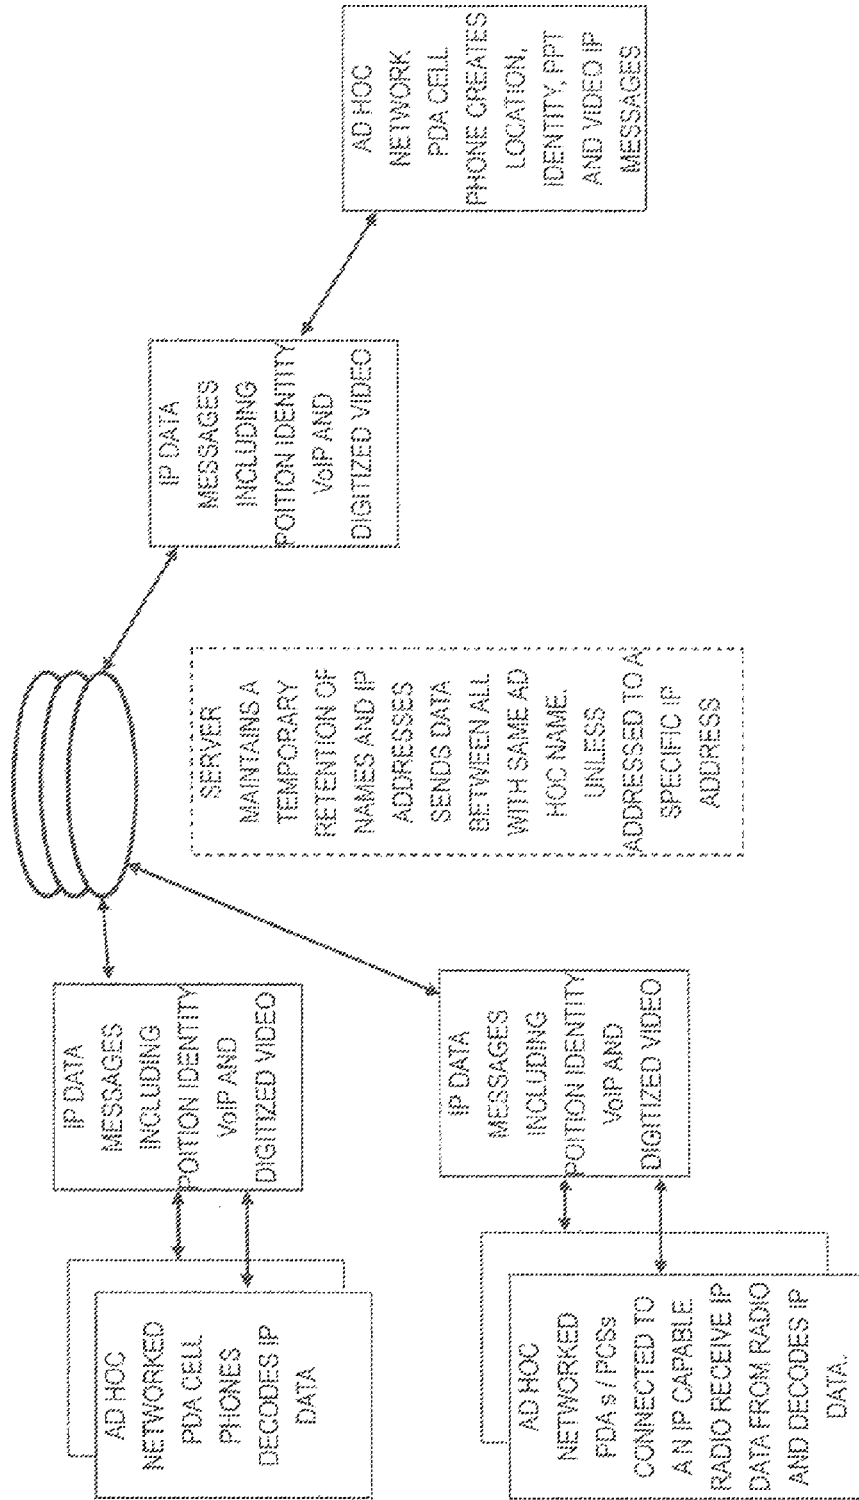 AD HOC
NETWORKED
PDA CELL
PHONES
DECODES IP
DATA
AD HOC
NETWORKED
PDA s / PCSs
CONNECTED TO
A N IP CAPABLE
RADIO RECEIVE IP
DATA FROM RADIO
AND DECODES IP
DATA.
IP DATA
MESSAGES
INCLUDING
POITION IDENTITY
VoIP AND
DIGITIZED VIDEO
IP DATA
MESSAGES
INCLUDING
POITION IDENTITY
VoIP AND
DIGITIZED VIDEO
SERVER
MAINTAINS A
TEMPORARY
RETENTION OF
NAMES AND IP
ADDRESSES
SENDS DATA
BETWEEN ALL
WITH SAME AD
HOC NAME.
UNLESS
ADDRESSED TO A
SPECIFIC IP
ADDRESS
IP DATA
MESSAGES
INCLUDING
POITION IDENTITY
VoIP AND
DIGITIZED VIDEO
AD HOC
NETWORK
PDA CELL
PHONE CREATES
LOCATION,
IDENTITY, PPT
AND VIDEO IP
MESSAGES